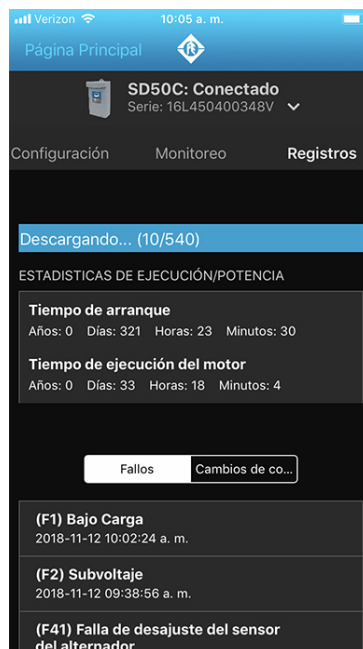 Verizon 10:05 a. m.
Página Principal
SD50C: Conectado
Serie: 16L450400348V
Configuración Monitoreo Registros
Descargando... (10/540)
ESTADISTICAS DE EJECUCIÓN/POTENCIA
Tiempo de arranque
Años: 0 Días: 321 Horas: 23 Minutos: 30
Tiempo de ejecución del motor
Años: 0 Días: 33 Horas: 18 Minutos: 4
Fallos Cambios de co...
(F1) Bajo Carga
2018-11-12 10:02:24 a. m.
(F2) Subvoltaje
2018-11-12 09:38:56 a. m.
(F41) Falla de desajuste del sensor
del alternador